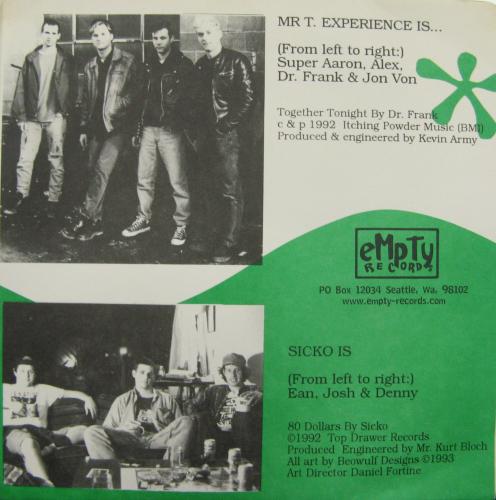 MR T. EXPERIENCE IS...
(From left to right:)
Super Aaron, Alex,
Dr. Frank & Jon Von
Together Tonight By Dr. Frank
c & p 1992 Itching Powder Music (BMI)
Produced & engineered by Kevin Army
eMpTy
RECORDS
PO Box 12034 Seattle, Wa. 98102
www.empty-records.com
SICKO IS
(From left to right:)
Ean, Josh & Denny
80 Dollars By Sicko
©1992 Top Drawer Records
Produced Engineered by Mr. Kurt Bloch
All art by Beowulf Designs ©1993
Art Director Daniel Fortine